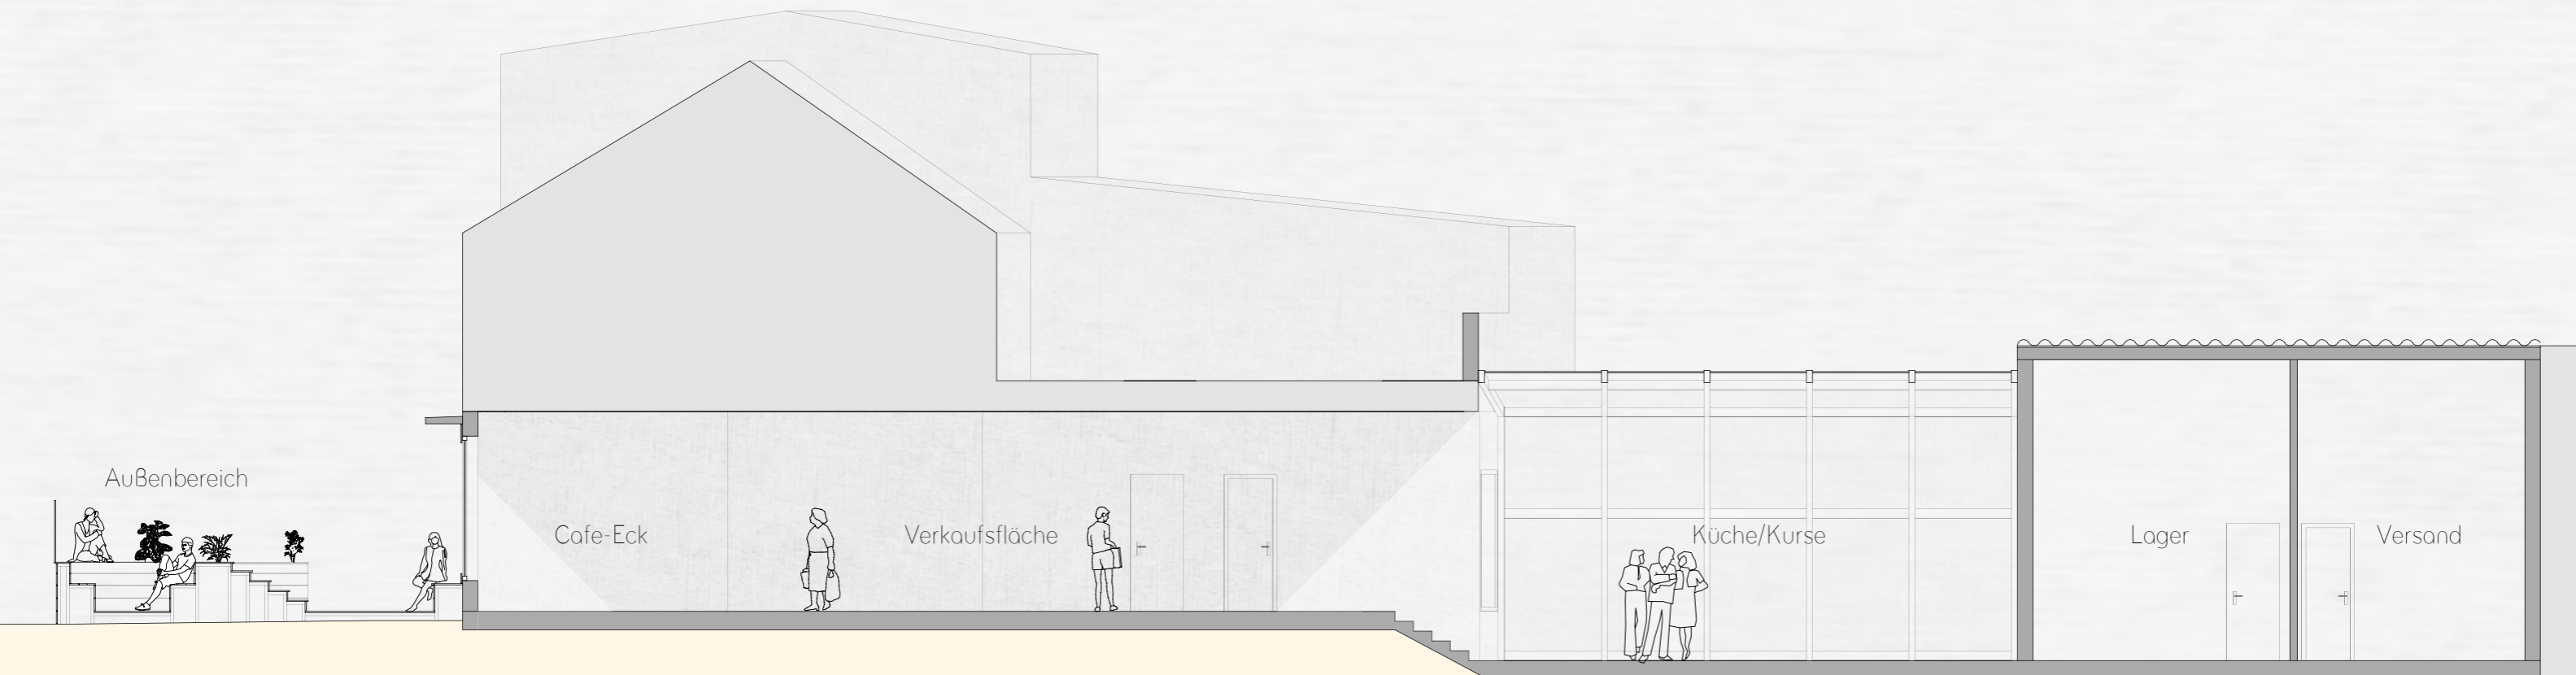 Außenbereich
Cafe-Eck
Verkaufsfläche
Küche/Kurse
Lager
Versand